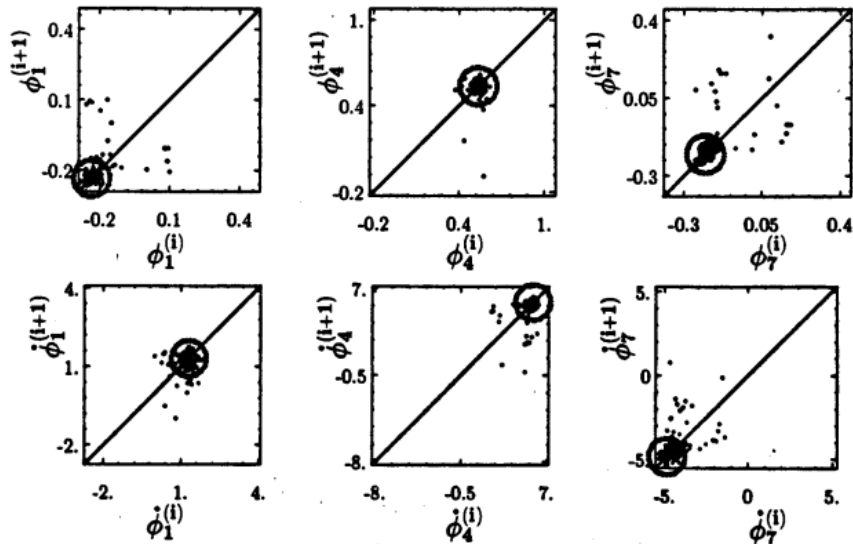 0.4 0.1 -0.2
ϕ₁^(i+1)
-0.2 0.1 0.4
ϕ₁^(i)
1. 0.4 -0.2
ϕ₄^(i+1)
-0.2 0.4 1.
ϕ₄^(i)
0.4 0.05 -0.3
ϕ₇^(i+1)
-0.3 0.05 0.4
ϕ₇^(i)
4. 1. -2.
ϕ̇₁^(i+1)
-2. 1. 4.
ϕ̇₁^(i)
7. -0.5 -8.
ϕ̇₄^(i+1)
-8. -0.5 7.
ϕ̇₄^(i)
5. 0 -5.
ϕ̇₇^(i+1)
-5. 0 5.
ϕ̇₇^(i)